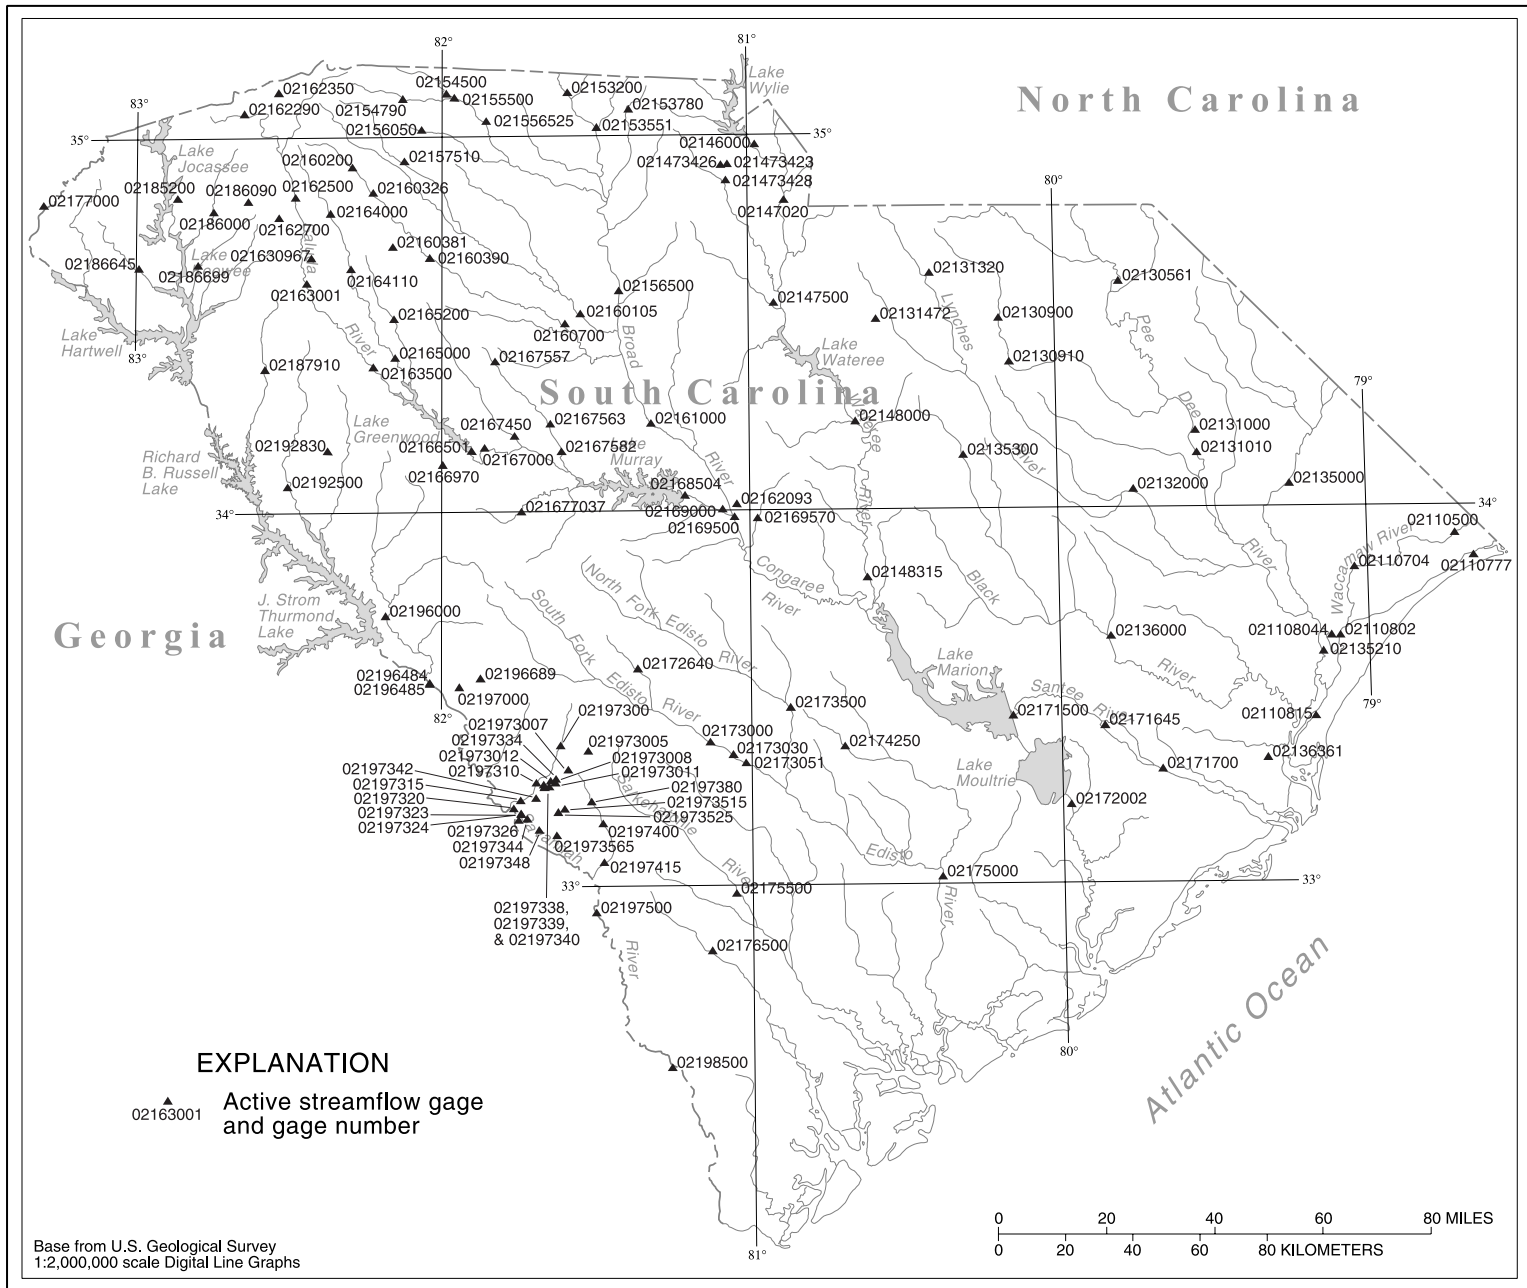 82°
81°
Lake
Wylie
North Carolina
83°
02162350
02154500
02153200
02154790
02155500
02153780
02162290
021556525
02156050
02153551
35°
35°
02146000
Lake
Jocassee
02160200
02157510
021473426
021473423
02185200
02186090
02162500
02160326
021473428
80°
02177000
02186000
02164000
02147020
02162700
Lake
Keowee
Saluda
021630967
02160381
02160390
02186645
02186699
02164110
02131320
02130561
02163001
02156500
02147500
Lynches
02165200
02160105
02131472
02130900
Pee
Lake
Hartwell
River
02160700
Broad
Lake
Wateree
83°
02187910
02165000
02167557
02130910
02163500
79°
South Carolina
Wateree
Dee
Lake
Greenwood
02167450
02167563
02161000
02148000
02131000
02192830
02166501
02167582
02131010
Richard
B. Russell
Lake
02167000
Lake
Murray
River
02135300
River
02166970
02168504
02132000
02135000
02192500
02162093
River
34°
021677037
02169000
34°
02169500
02169570
02110500
River
Waccamaw River
Congaree
River
02148315
Black
02110704
02110777
North Fork Edisto River
South Fork Edisto River
J. Strom
Thurmond
Lake
02196000
Georgia
021108044
02110802
02136000
02135210
Lake
Marion
02172640
River
02196484
02196485
02196689
Santee River
02197000
02173500
79°
82°
02197300
02171500
02171645
02110815
021973007
02173000
02197334
021973005
02174250
021973012
021973008
02173030
02136361
02197310
021973011
02173051
Lake
Moultrie
02171700
02197342
02197315
02197380
Salkehatchie
02197320
021973515
02172002
02197323
021973525
02197324
02197326
02197400
02197344
021973565
02197348
Savannah
Edisto
02197415
River
02175000
33°
02175500
33°
02197338,
02197339,
& 02197340
02197500
River
02176500
River
Atlantic Ocean
80°
02198500
EXPLANATION
02163001
Active streamflow gage
and gage number
0 20 40 60 80 MILES
0 20 40 60 80 KILOMETERS
81°
Base from U.S. Geological Survey
1:2,000,000 scale Digital Line Graphs